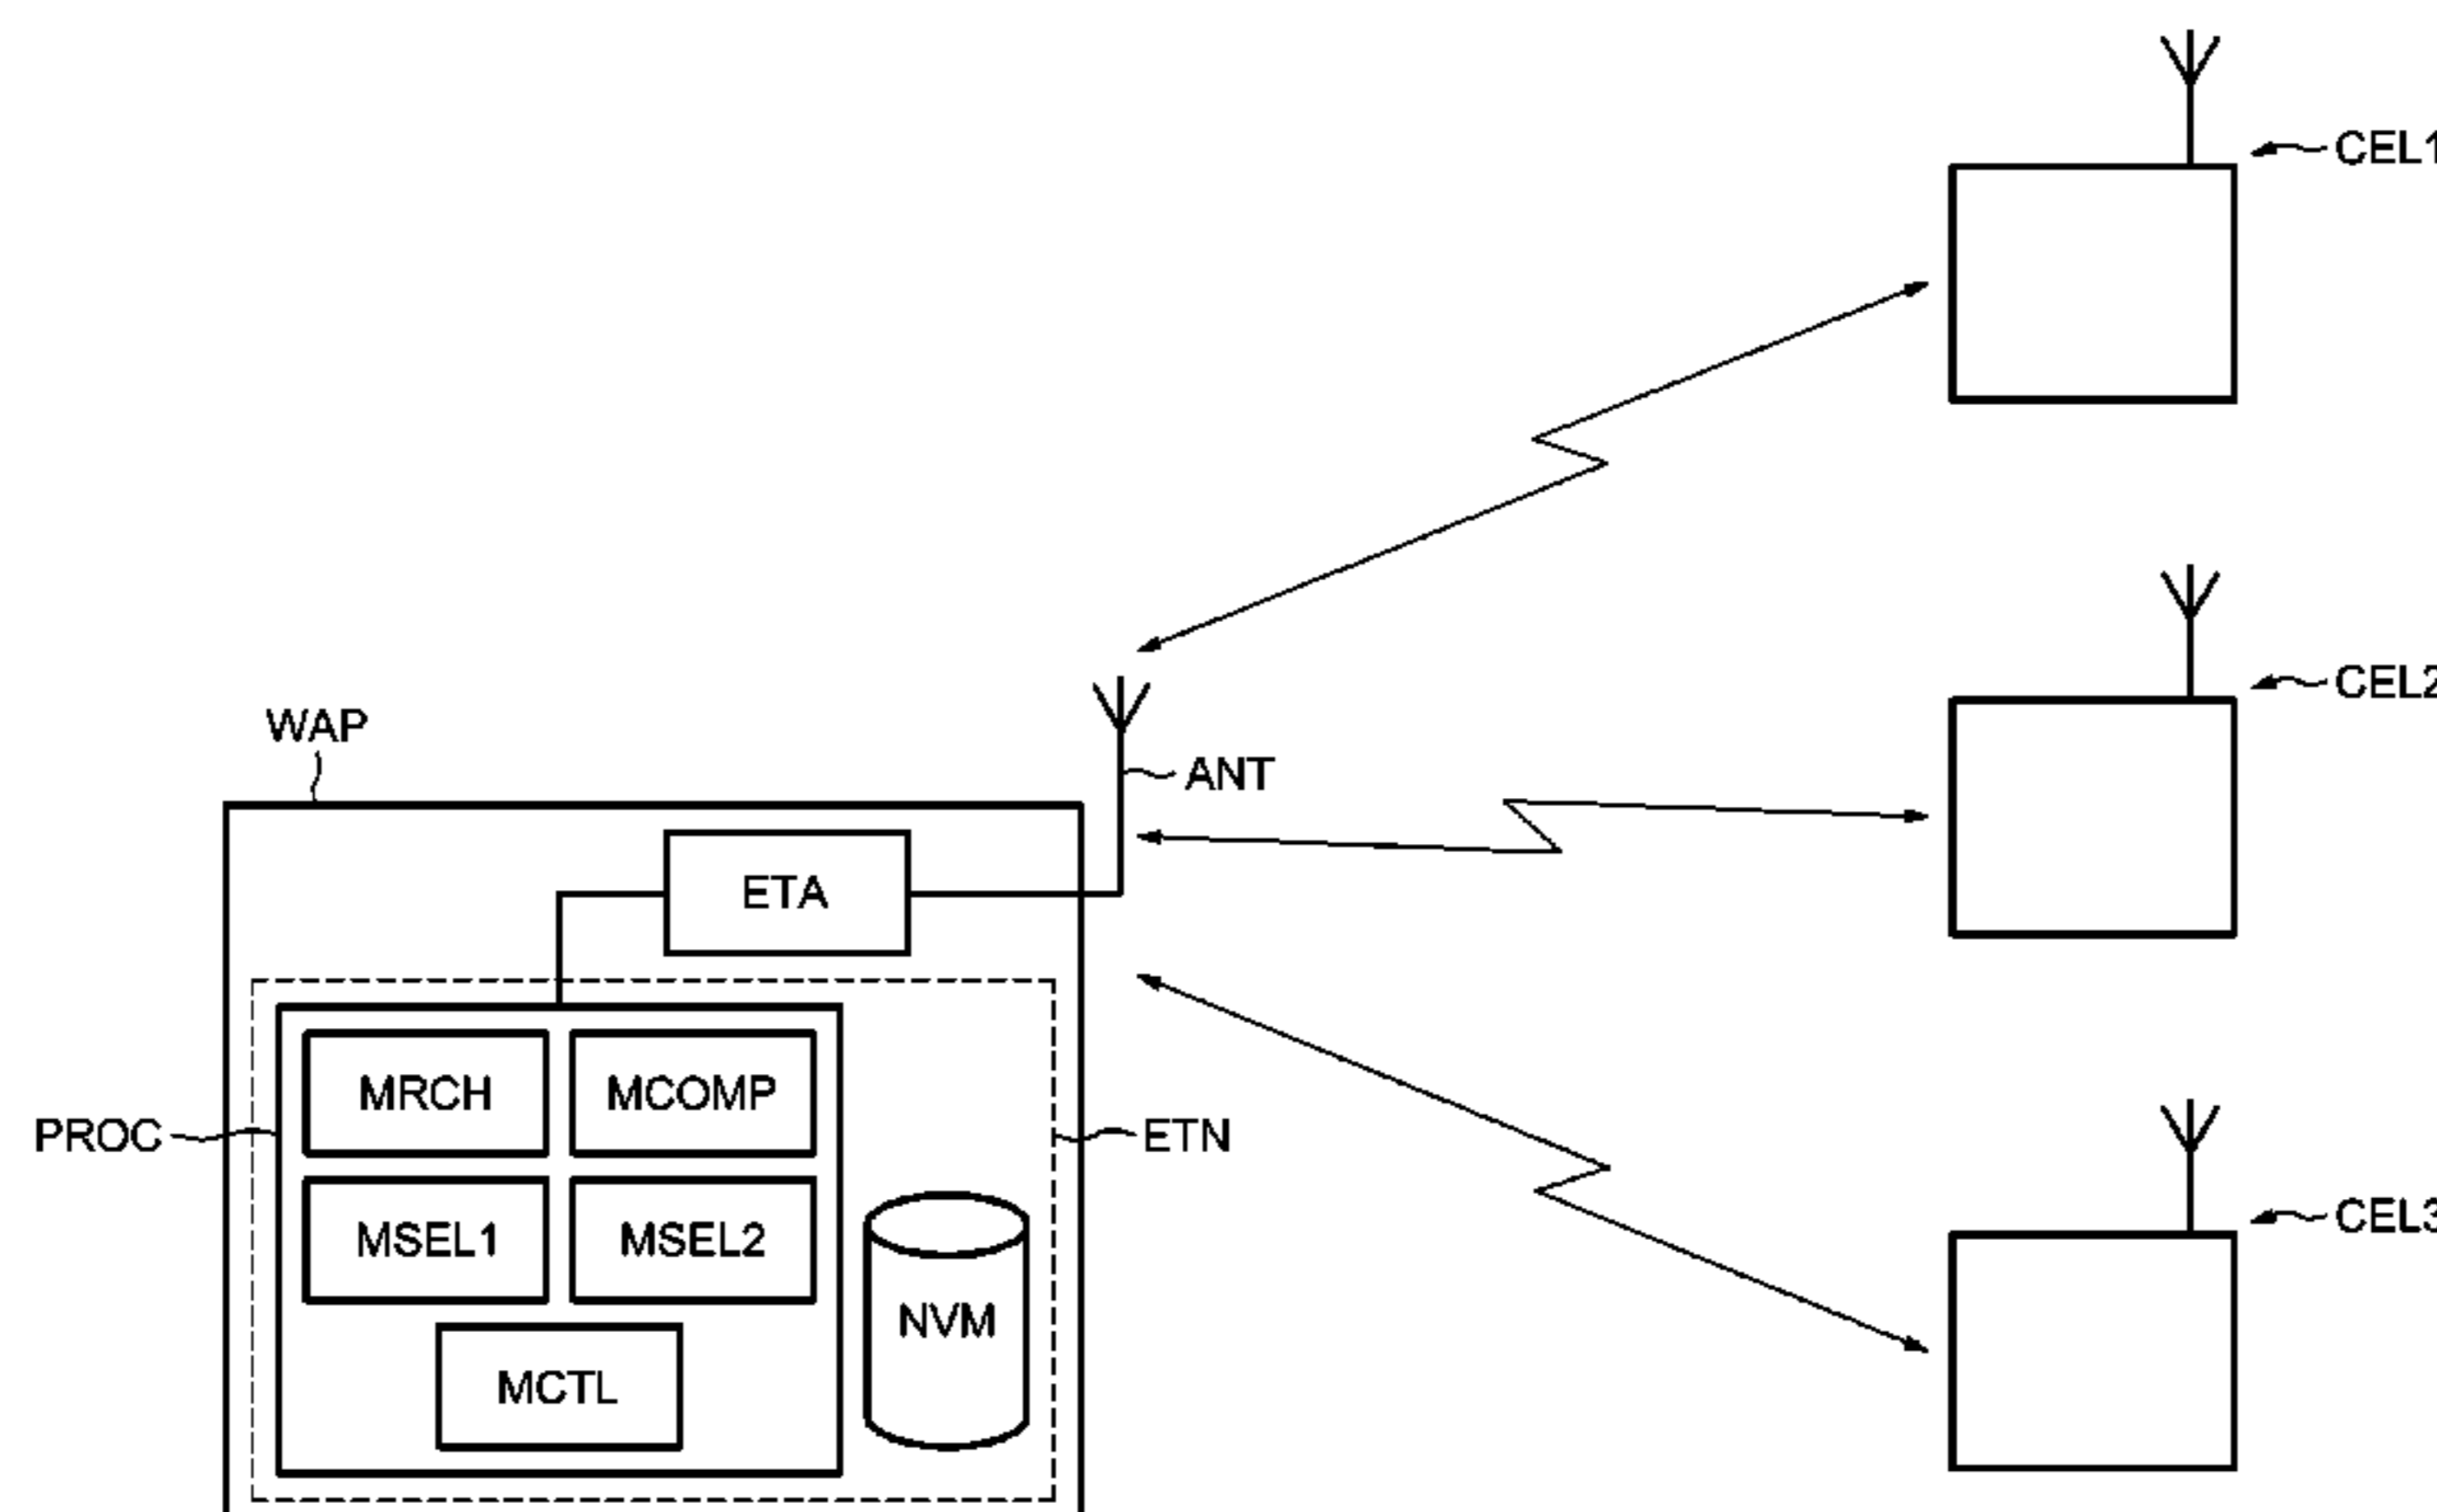 CEL1
CEL2
WAP
ANT
ETA
MRCH
MCOMP
PROC
ETN
MSEL1
MSEL2
CEL3
NVM
MCTL